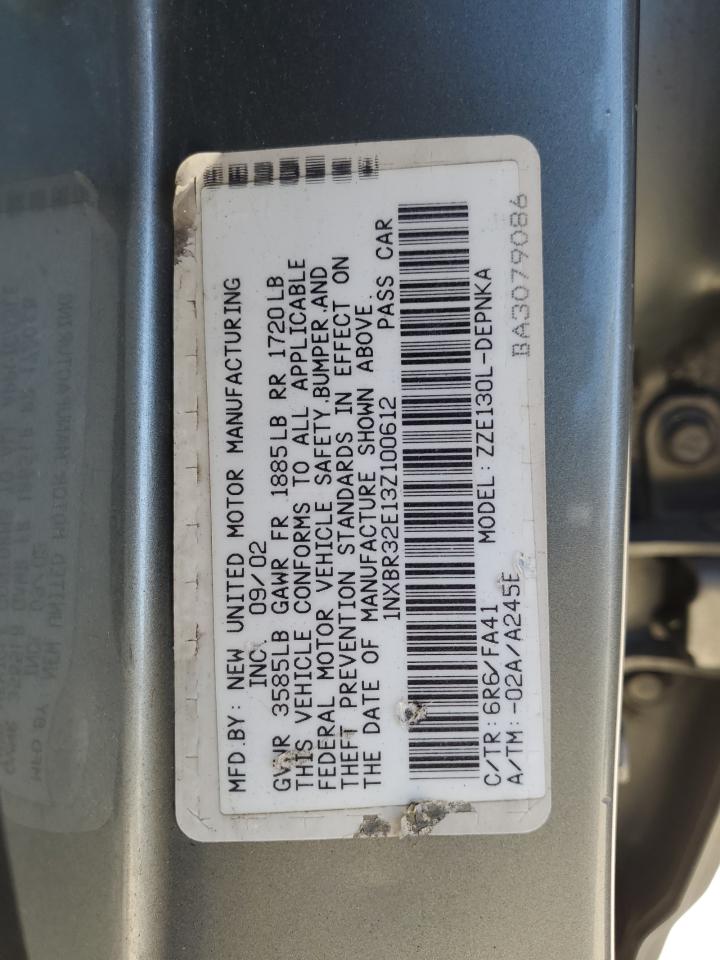 MFD.BY: NEW UNITED MOTOR MANUFACTURING
INC. 09/02
GVWR 3585LB GAWR FR 1885LB RR 1720LB
THIS VEHICLE CONFORMS TO ALL APPLICABLE
FEDERAL MOTOR VEHICLE SAFETY,BUMPER,AND
THEFT PREVENTION STANDARDS IN EFFECT ON
THE DATE OF MANUFACTURE SHOWN ABOVE.
1NXBR32E13Z100612 PASS CAR
C/TR: 6R6/FA41 MODEL: ZZE130L-DEPNKA
A/TM: -02A/A245E
BA3079086